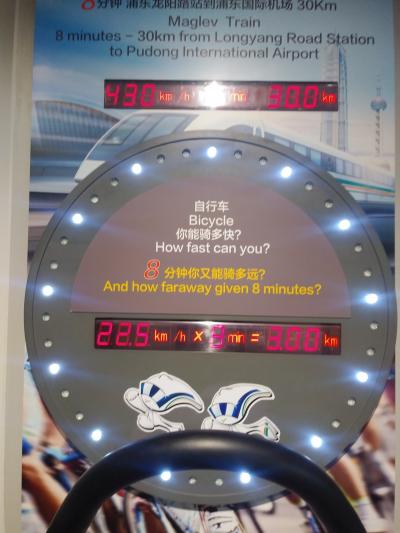 8分钟 浦东龙阳路站到浦东国际机场 30Km
Maglev Train
8 minutes - 30km from Longyang Road Station
to Pudong International Airport
430 km/h min 30.0 km
自行车
Bicycle
你能骑多快?
How fast can you?
8 分钟你又能骑多远?
And how faraway given 8 minutes?
22.5 km/h x 8 min = 3.00 km